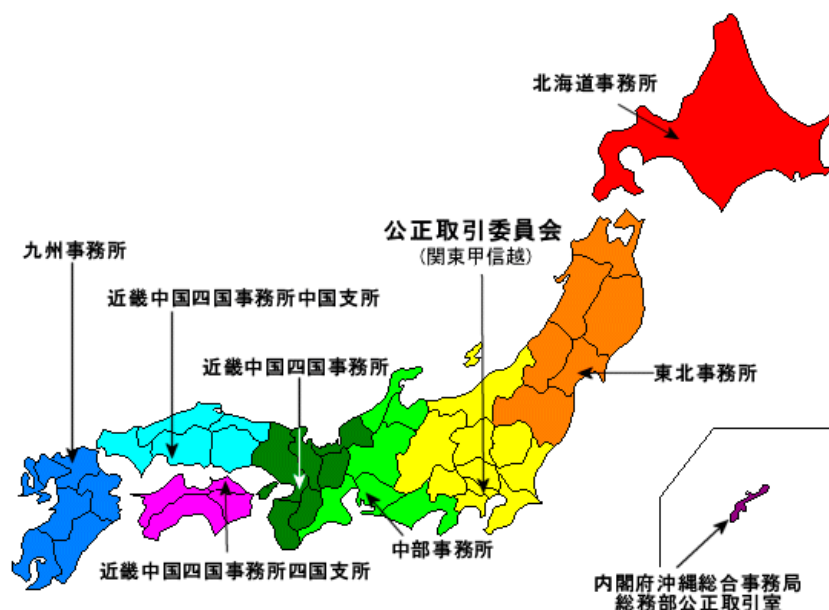 北海道事務所
公正取引委員会
(関東甲信越)
九州事務所
近畿中国四国事務所中国支所
近畿中国四国事務所
東北事務所
中部事務所
近畿中国四国事務所四国支所
内閣府沖縄総合事務局
総務部公正取引室